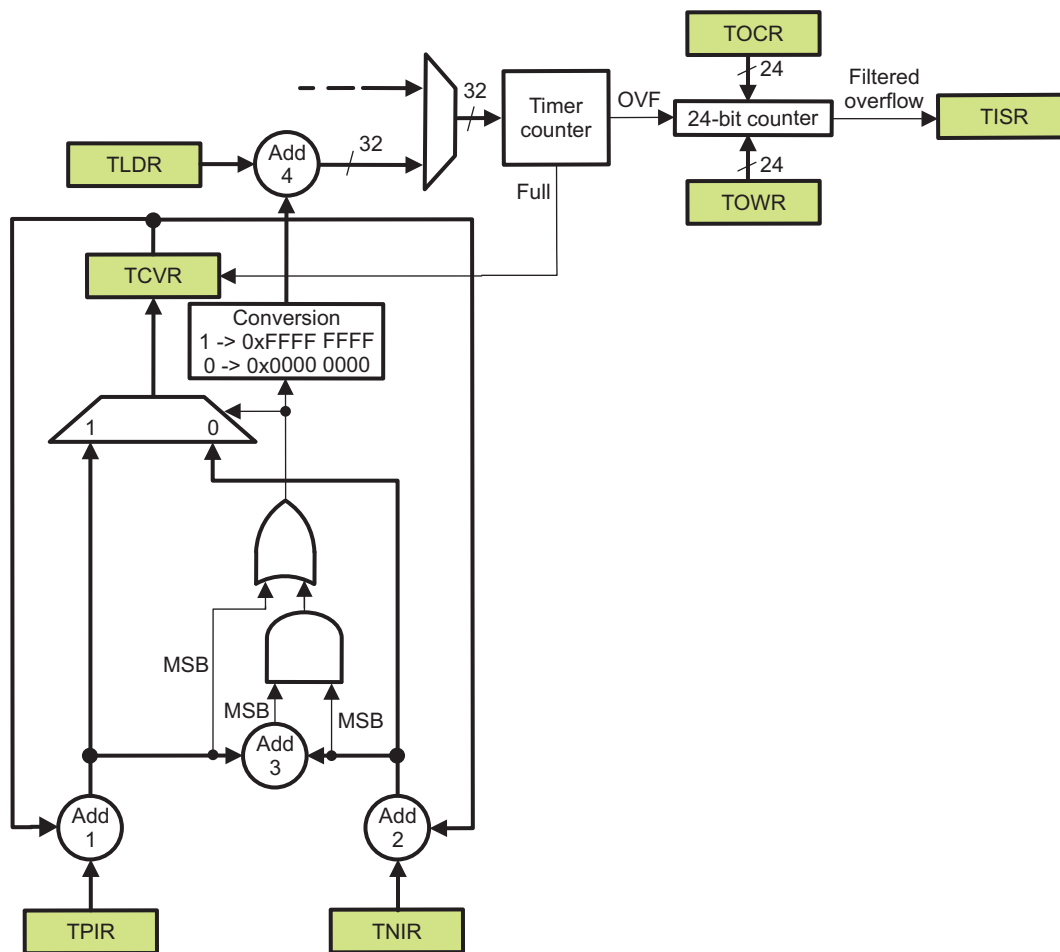 TOCR
24
32
Timer
counter
OVF
24-bit counter
Filtered
overflow
TISR
TLDR
Add
4
32
Full
24
TOWR
TCVR
Conversion
1 -> 0xFFFF FFFF
0 -> 0x0000 0000
1
0
MSB
MSB
MSB
Add
3
Add
1
Add
2
TPIR
TNIR